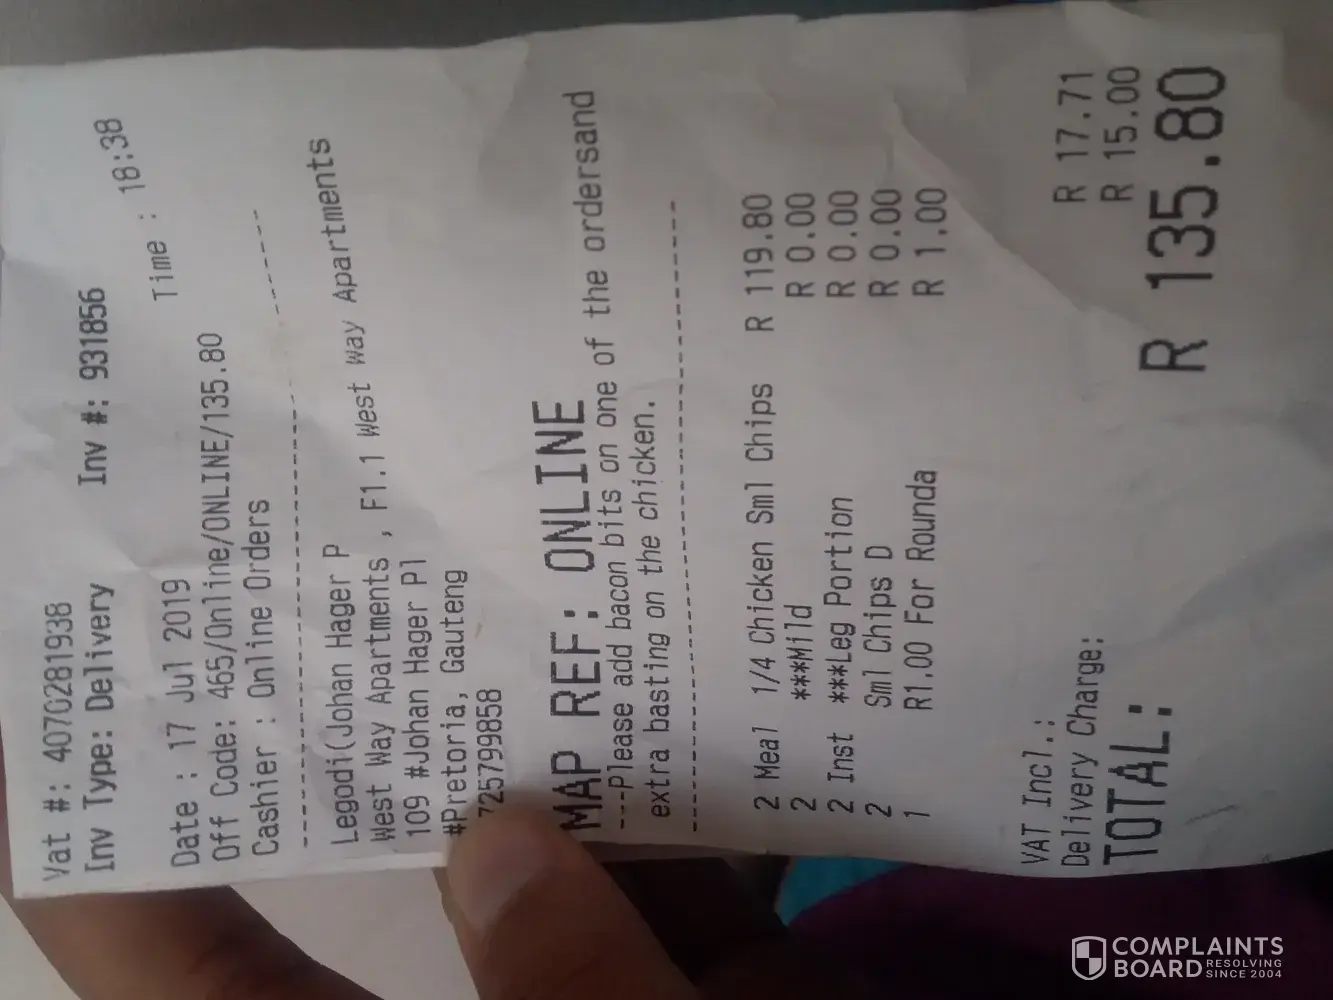 Vat #: 4070281938
Inv Type: Delivery Inv #: 931856
Date : 17 Jul 2019 Time : 18:38
Off Code: 465/Online/ONLINE/135.80
Cashier : Online Orders
Legodi(Johan Hager P
West Way Apartments , F1.1 West way Apartments
109 #Johan Hager Pl
#Pretoria, Gauteng
725799858
MAP REF: ONLINE
---Please add bacon bits on one of the ordersand
extra basting on the chicken.
2 Meal 1/4 Chicken Sml Chips R 119.80
2 ***Mild R 0.00
2 Inst ***Leg Portion R 0.00
2 Sml Chips D R 0.00
1 R1.00 For Rounda R 1.00
VAT Incl.: R 17.71
Delivery Charge: R 15.00
TOTAL: R 135.80
COMPLAINTS
BOARD RESOLVING
SINCE 2004